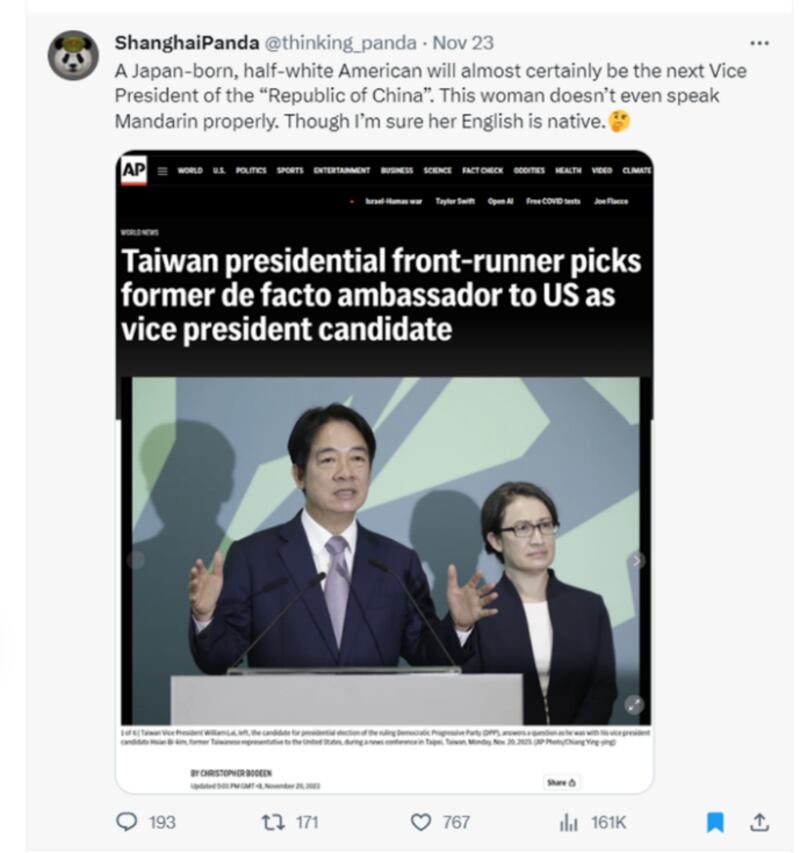 ShanghaiPanda @thinking_panda · Nov 23
A Japan-born, half-white American will almost certainly be the next Vice
President of the “Republic of China”. This woman doesn’t even speak
Mandarin properly. Though I’m sure her English is native.🤔
AP WORLD U.S. POLITICS SPORTS ENTERTAINMENT BUSINESS SCIENCE FACT CHECK ODDITIES HEALTH VIDEO CLIMATE
Israel-Hamas war Taylor Swift Open AI Free COVID tests Joe Flacco
WORLD NEWS
Taiwan presidential front-runner picks
former de facto ambassador to US as
vice president candidate
1 of 6 | Taiwan Vice President William Lai, left, the candidate for presidential election of the ruling Democratic Progressive Party (DPP), answers a question as he was with his vice president
candidate Hsiao Bi-kim, former Taiwanese representative to the United States, during a news conference in Taipei, Taiwan, Monday, Nov. 20, 2023. (AP Photo/Chiang Ying-ying)
BY CHRISTOPHER BODEEN
Updated 5:03 PM GMT+8, November 20, 2023
Share
193 171 767 161K